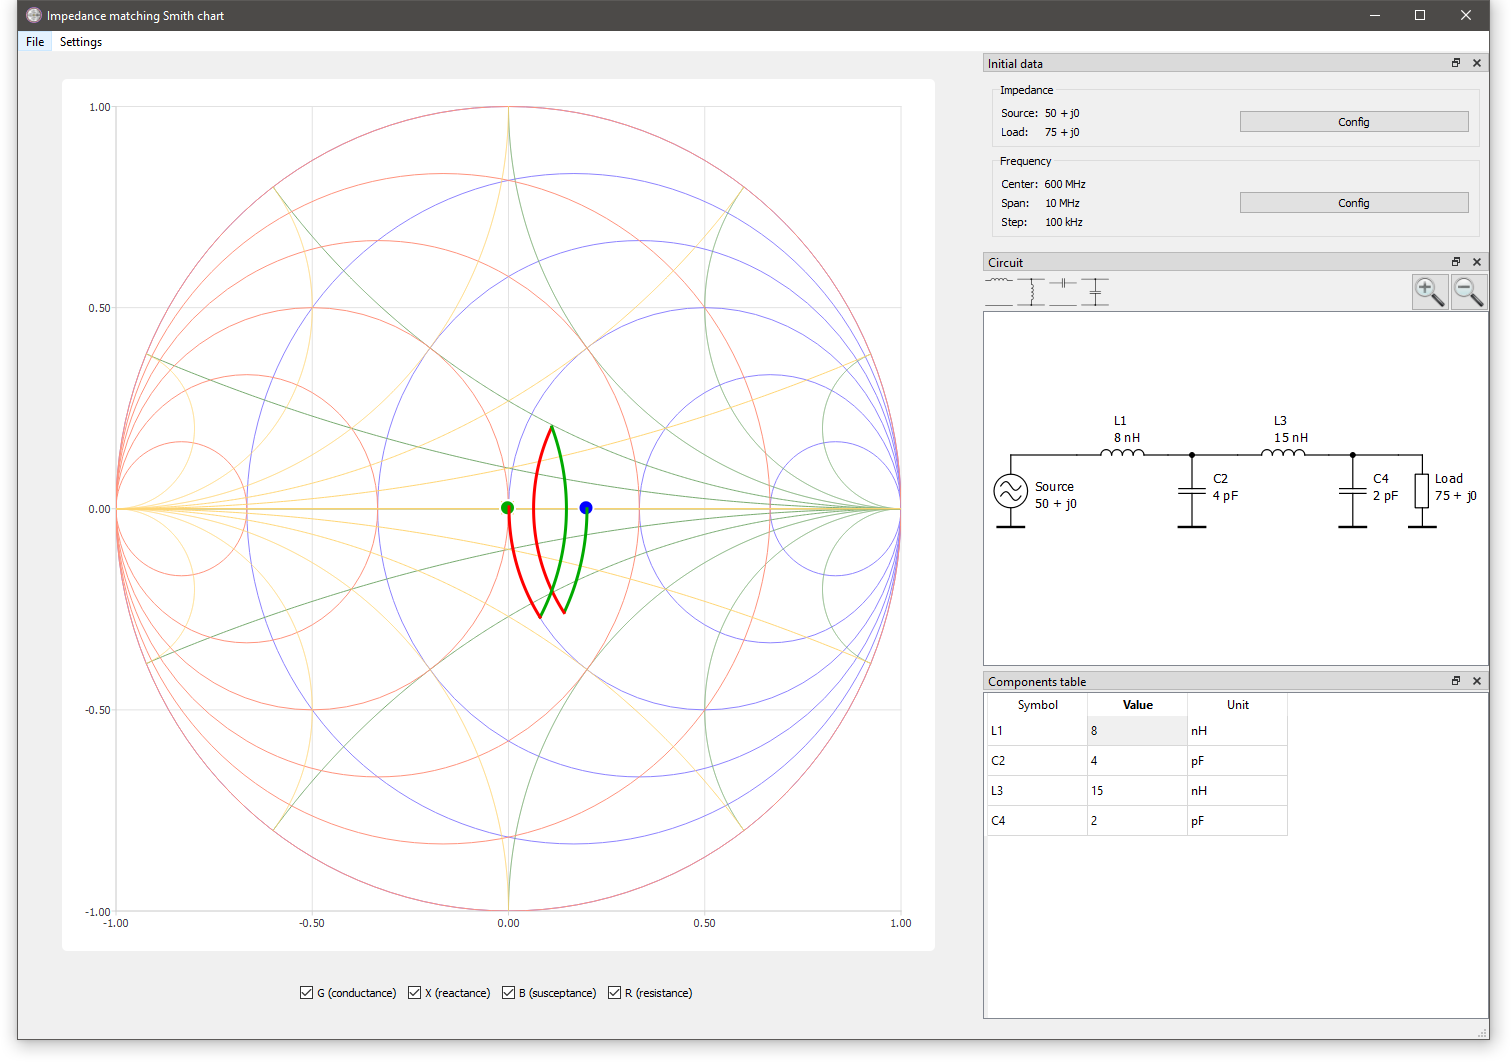 Impedance matching Smith chart
File Settings
1.00
0.50
0.00
-0.50
-1.00
-1.00 -0.50 0.00 0.50 1.00
G (conductance) X (reactance) B (susceptance) R (resistance)
Initial data
Impedance
Source: 50 + j0
Load: 75 + j0
Config
Frequency
Center: 600 MHz
Span: 10 MHz
Step: 100 kHz
Config
Circuit
L1
8 nH
L3
15 nH
Source
50 + j0
C2
4 pF
C4
2 pF
Load
75 + j0
Components table
Symbol Value Unit
L1 8 nH
C2 4 pF
L3 15 nH
C4 2 pF